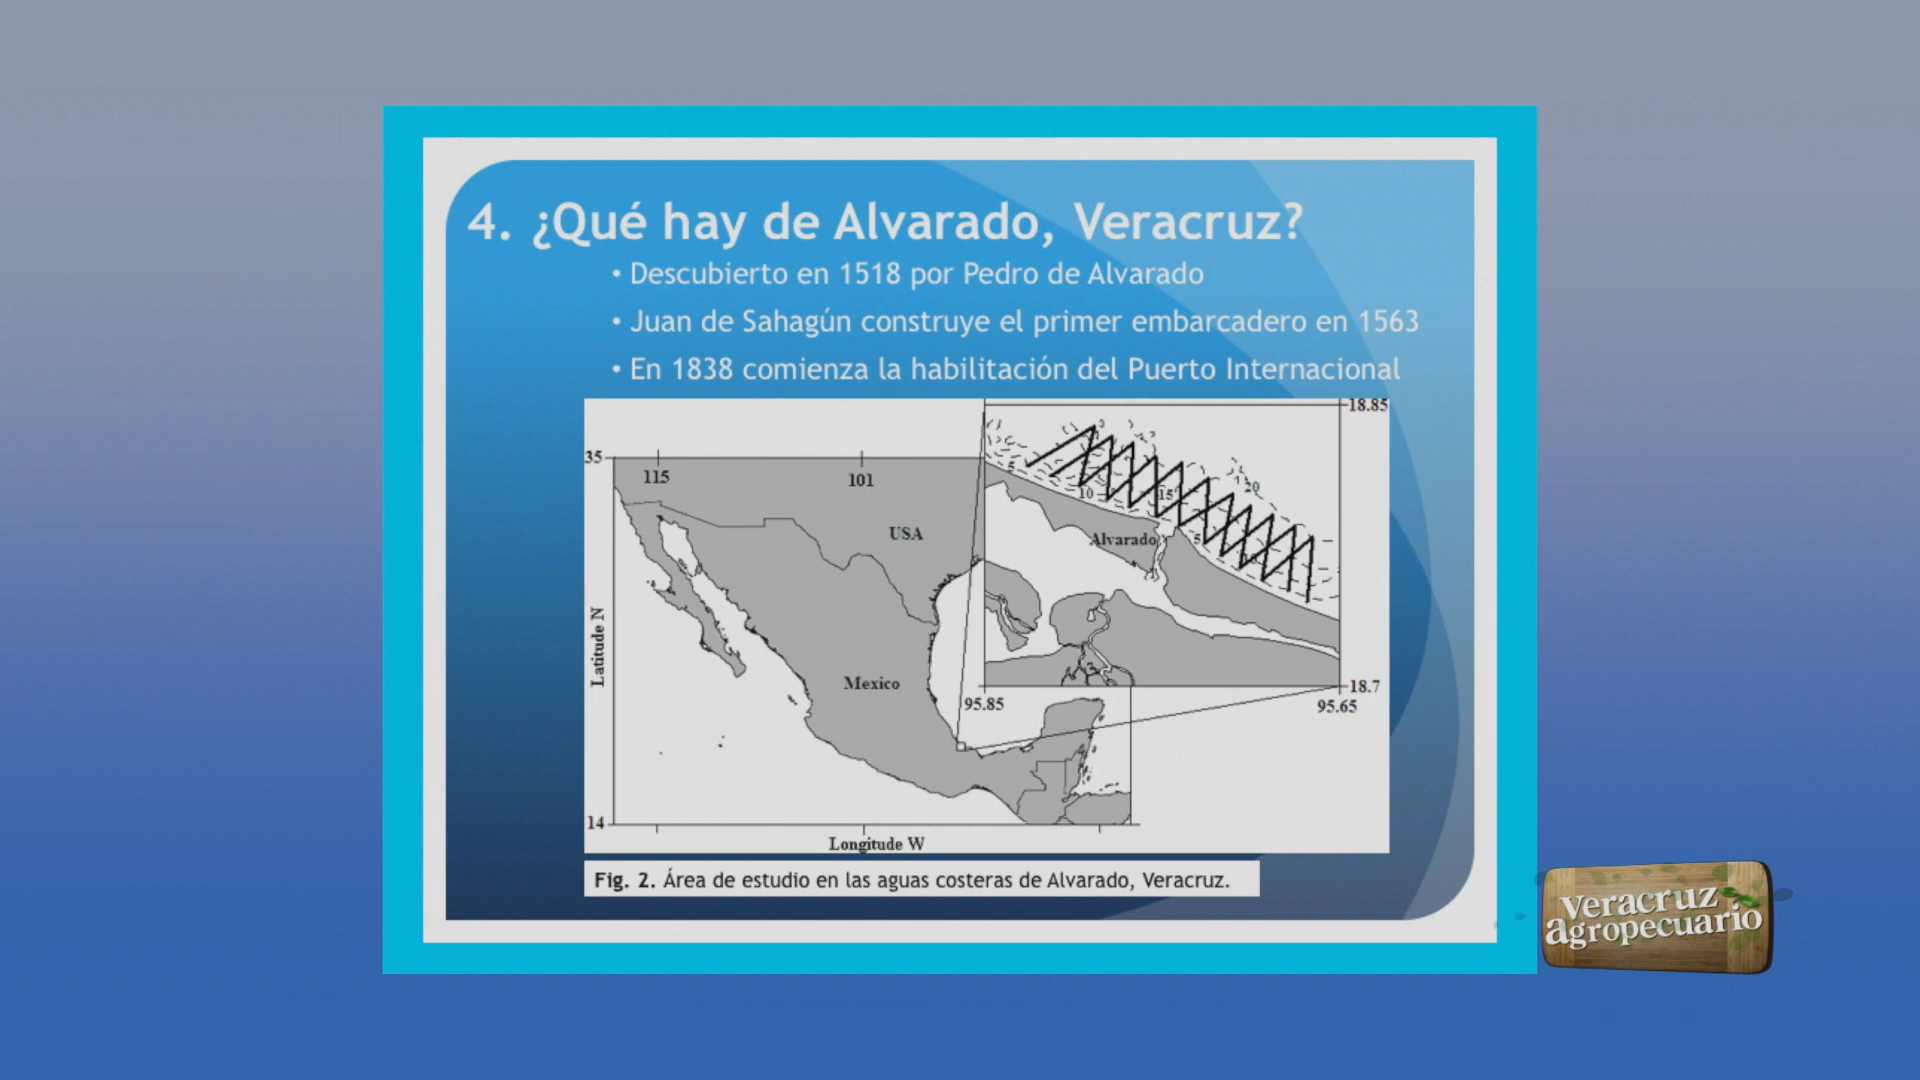 4. ¿Qué hay de Alvarado, Veracruz?
• Descubierto en 1518 por Pedro de Alvarado
• Juan de Sahagún construye el primer embarcadero en 1563
• En 1838 comienza la habilitación del Puerto Internacional
18.85
35
115
101
5
10
15
20
USA
Alvarado
5
Latitude N
Mexico
18.7
95.85
95.65
14
Longitude W
Fig. 2. Área de estudio en las aguas costeras de Alvarado, Veracruz.
Veracruz
agropecuario